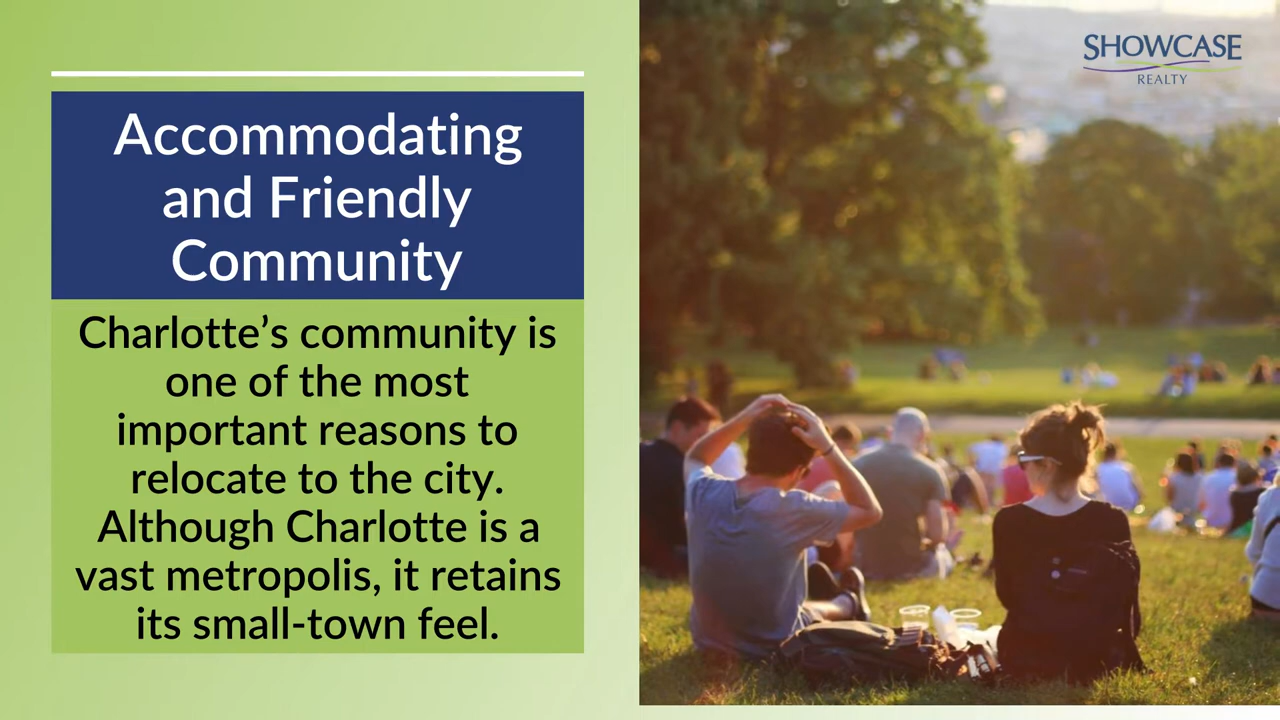 Accommodating
and Friendly
Community
Charlotte’s community is
one of the most
important reasons to
relocate to the city.
Although Charlotte is a
vast metropolis, it retains
its small-town feel.
SHOWCASE
REALTY